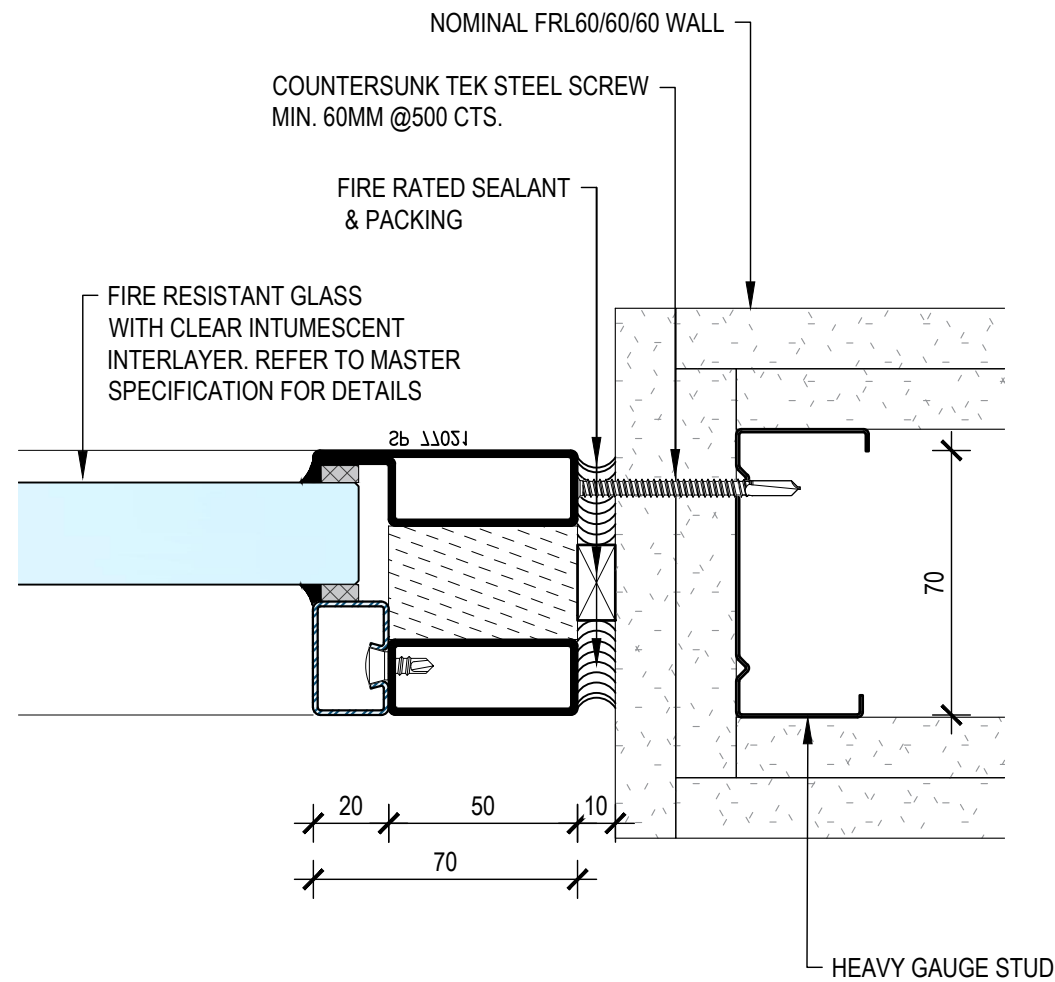 NOMINAL FRL60/60/60 WALL
COUNTERSUNK TEK STEEL SCREW
MIN. 60MM @500 CTS.
FIRE RATED SEALANT
& PACKING
FIRE RESISTANT GLASS
WITH CLEAR INTUMESCENT
INTERLAYER. REFER TO MASTER
SPECIFICATION FOR DETAILS
SP 77021
70
20 50 10
70
HEAVY GAUGE STUD